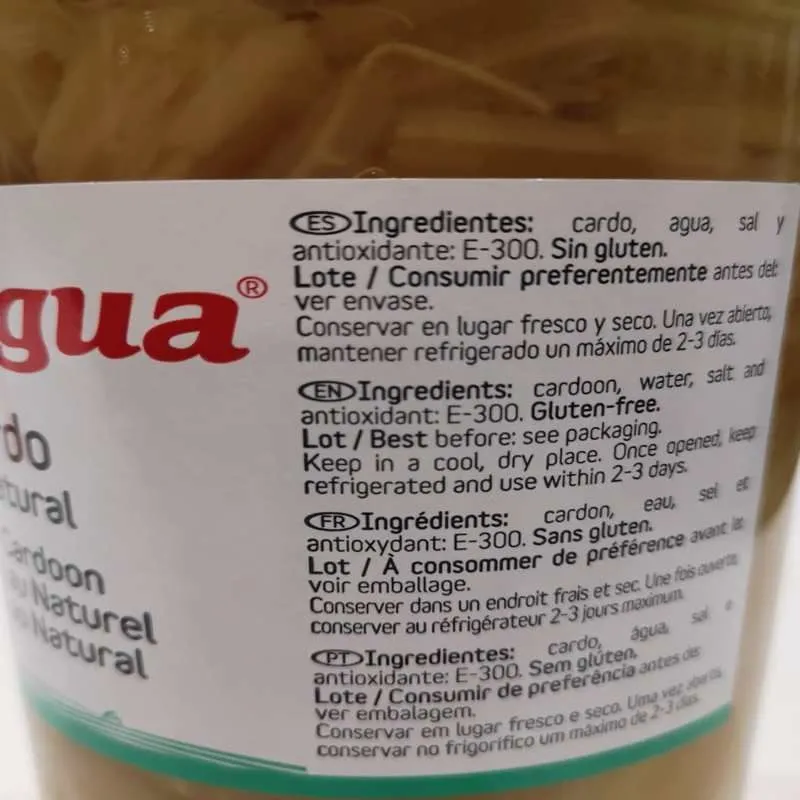 gua®
do
tural
ardoon
u Naturel
o Natural
ES Ingredientes: cardo, agua, sal y
antioxidante: E-300. Sin gluten.
Lote / Consumir preferentemente antes del:
ver envase.
Conservar en lugar fresco y seco. Una vez abierto,
mantener refrigerado un máximo de 2-3 días.
EN Ingredients: cardoon, water, salt and
antioxidant: E-300. Gluten-free.
Lot / Best before: see packaging.
Keep in a cool, dry place. Once opened, keep
refrigerated and use within 2-3 days.
FR Ingrédients: cardon, eau, sel et
antioxydant: E-300. Sans gluten.
Lot / À consommer de préférence avant le:
voir emballage.
Conserver dans un endroit frais et sec. Une fois ouverte,
conserver au réfrigérateur 2-3 jours maximum.
PT Ingredientes: cardo, água, sal e
antioxidante: E-300. Sem glúten.
Lote / Consumir de preferência antes de:
ver embalagem.
Conservar em lugar fresco e seco. Uma vez aberto,
conservar no frigorífico um máximo de 2-3 dias.